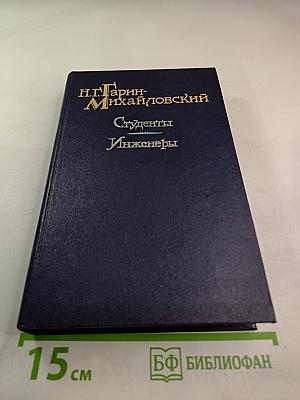 Н.Г. Гарин-
Михайловский
Студенты
Инженеры
15 см
БФ БИБЛИОФАН